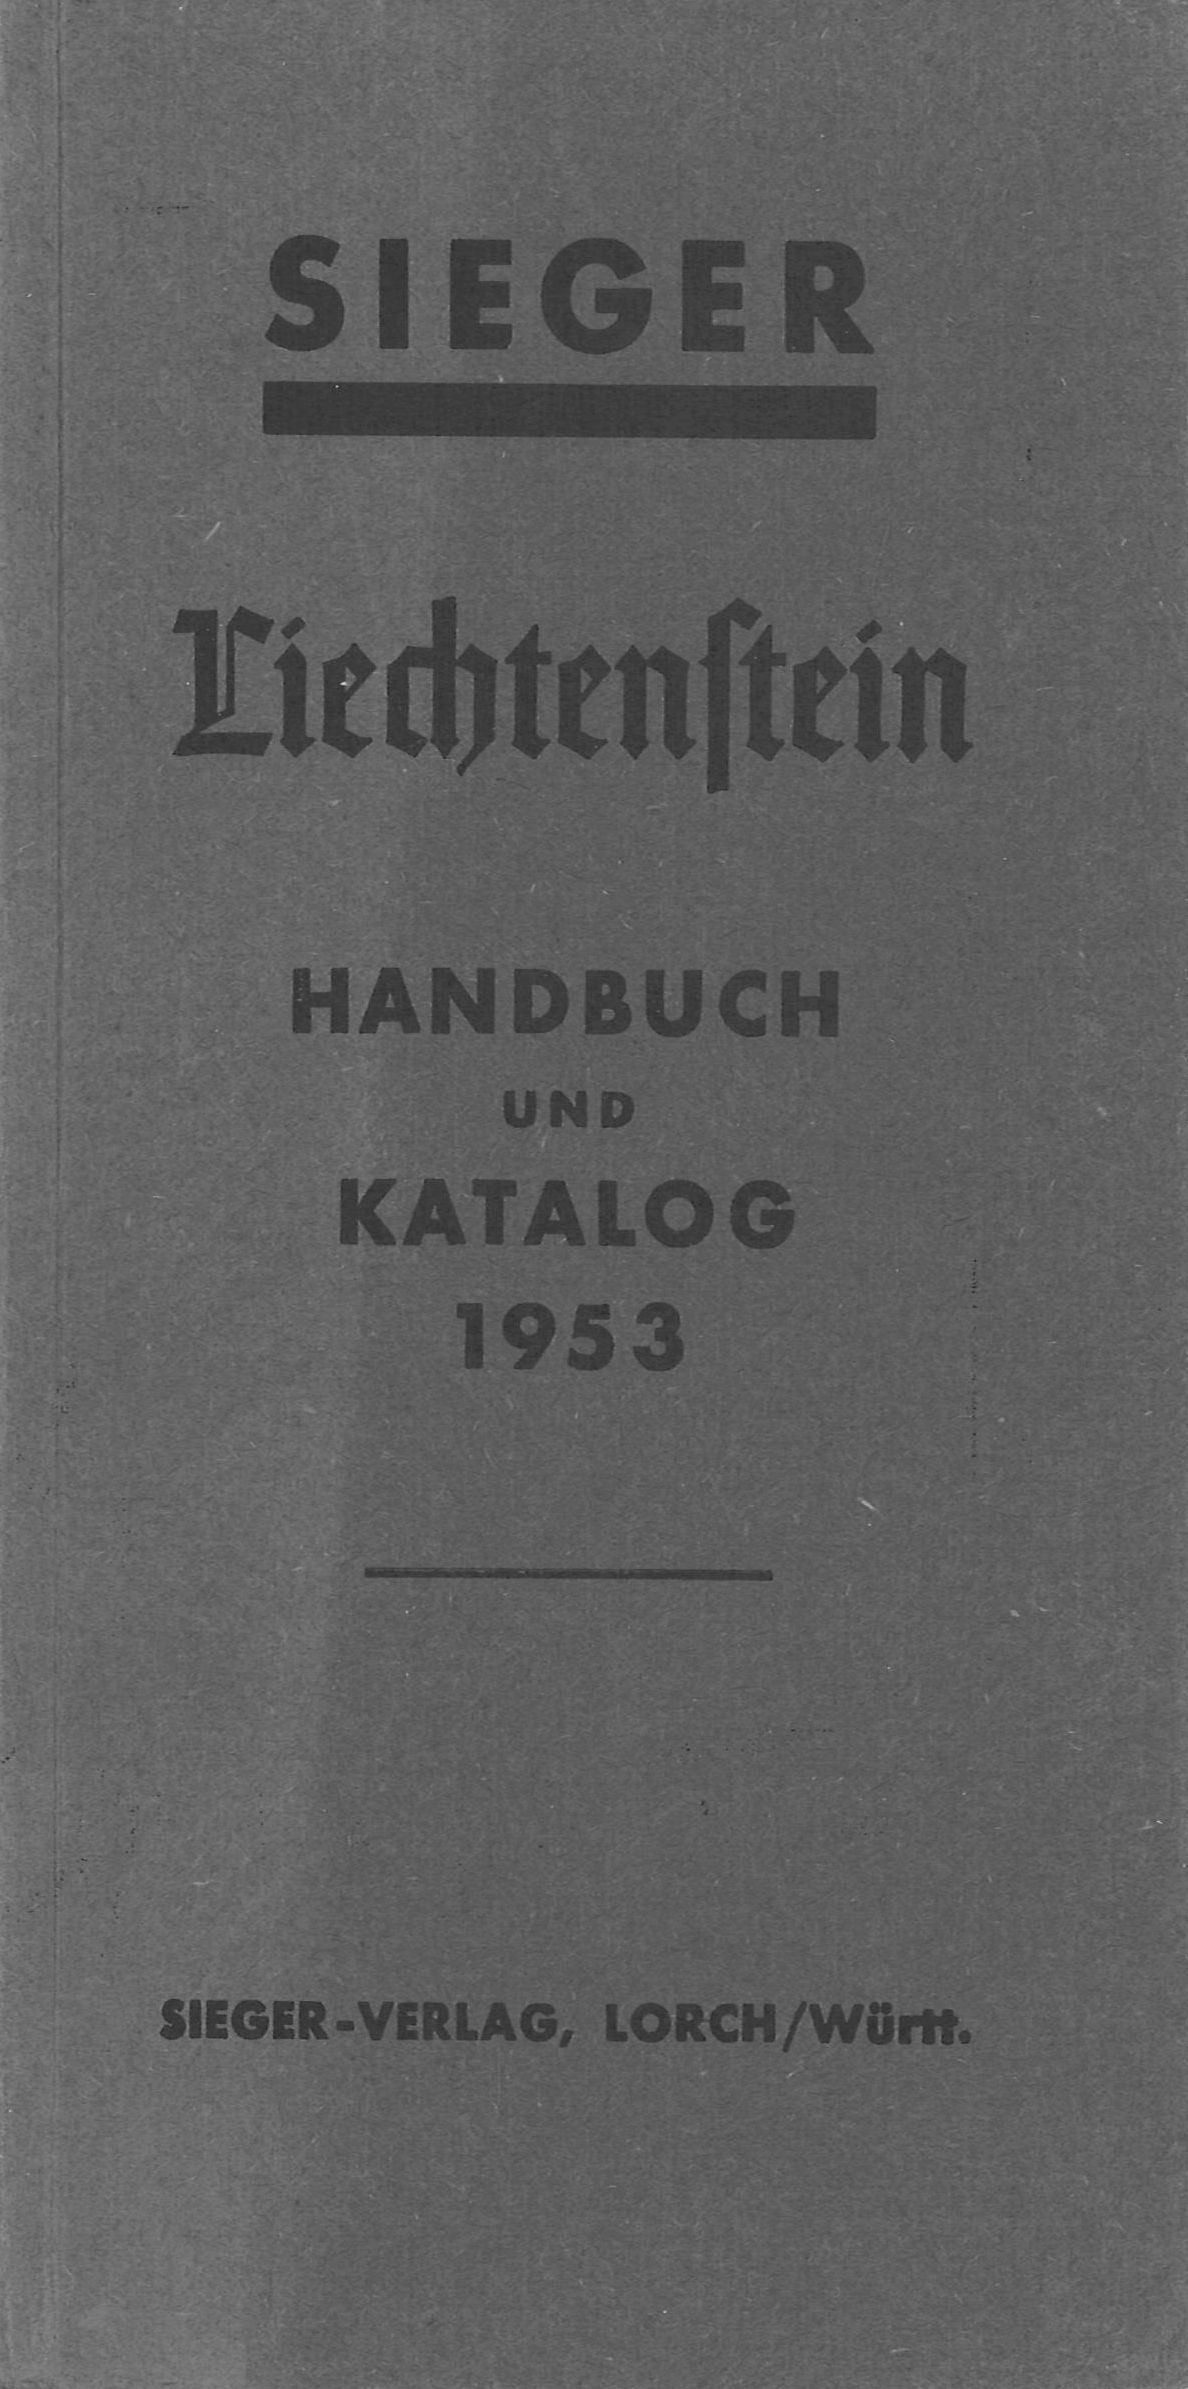 SIEGER
Liechtenſtein
HANDBUCH
UND
KATALOG
1953
SIEGER-VERLAG, LORCH/Württ.